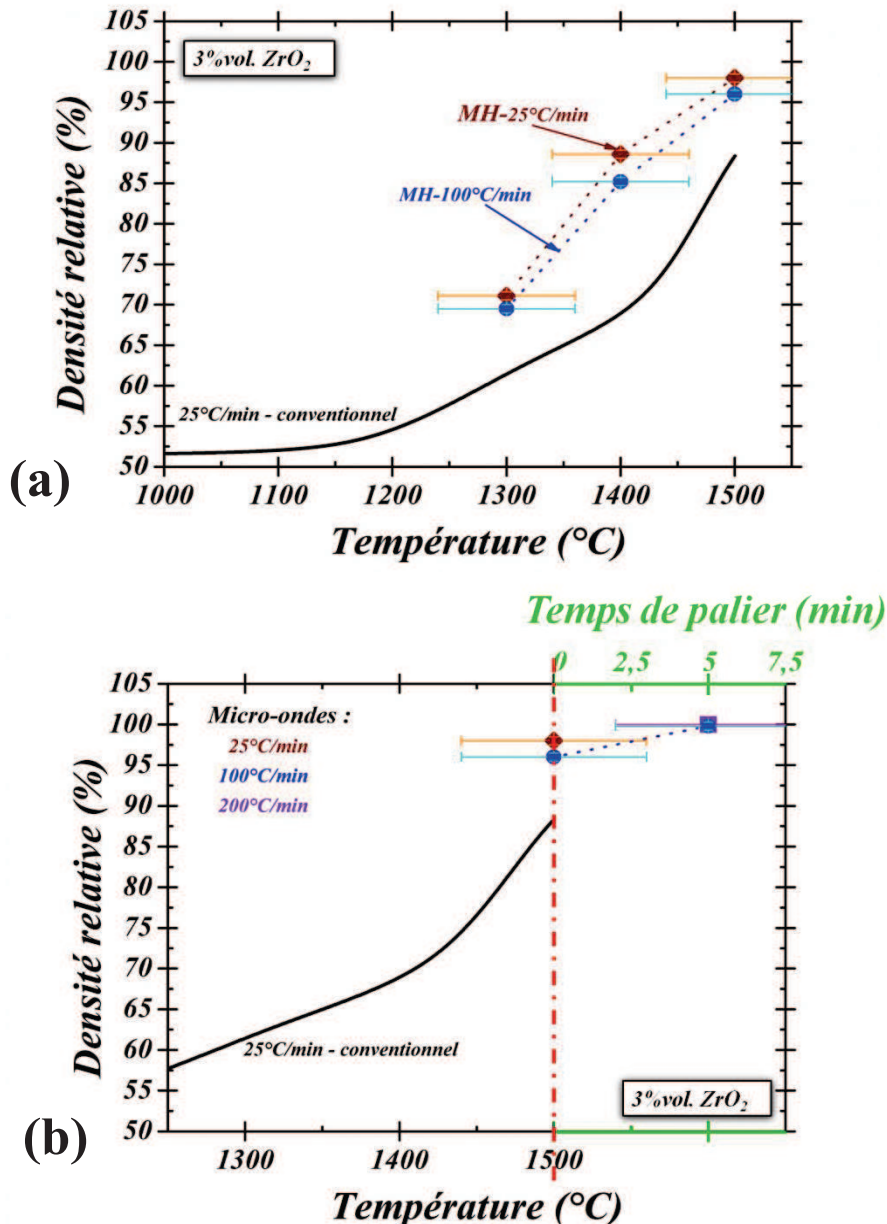 105
100
95
90
85
80
75
70
65
60
55
50
Densité relative (%)
3%vol. ZrO2
MH-25°C/min
MH-100°C/min
25°C/min - conventionnel
(a)
1000 1100 1200 1300 1400 1500
Température (°C)
Temps de palier (min)
0 2,5 5 7,5
105
100
95
90
85
80
75
70
65
60
55
50
Densité relative (%)
Micro-ondes :
25°C/min
100°C/min
200°C/min
25°C/min - conventionnel
3%vol. ZrO2
(b)
1300 1400 1500
Température (°C)